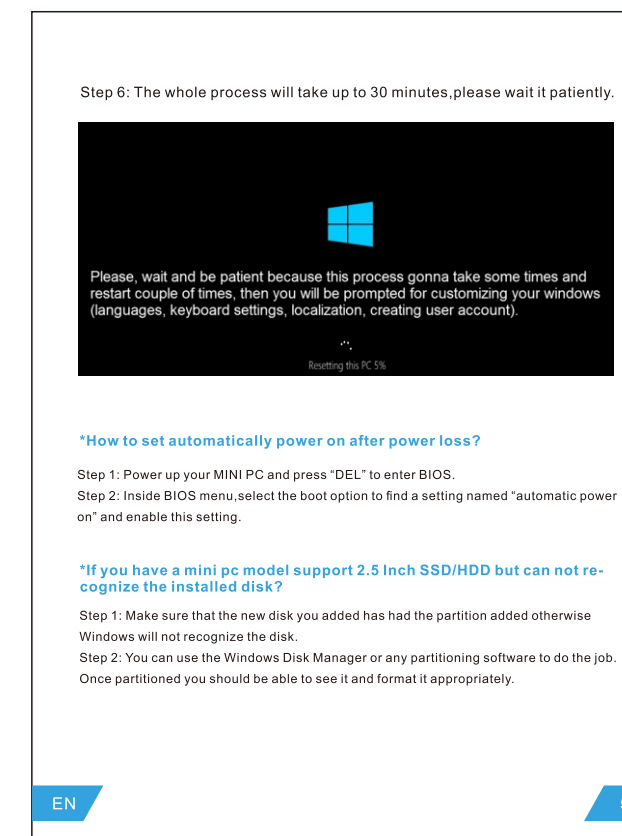 Step 6: The whole process will take up to 30 minutes,please wait it patiently.
Please, wait and be patient because this process gonna take some times and
restart couple of times, then you will be prompted for customizing your windows
(languages, keyboard settings, localization, creating user account).
Resetting this PC 5%
*How to set automatically power on after power loss?
Step 1: Power up your MINI PC and press “DEL” to enter BIOS.
Step 2: Inside BIOS menu,select the boot option to find a setting named “automatic power
on” and enable this setting.
*If you have a mini pc model support 2.5 Inch SSD/HDD but can not re-
cognize the installed disk?
Step 1: Make sure that the new disk you added has had the partition added otherwise
Windows will not recognize the disk.
Step 2: You can use the Windows Disk Manager or any partitioning software to do the job.
Once partitioned you should be able to see it and format it appropriately.
EN